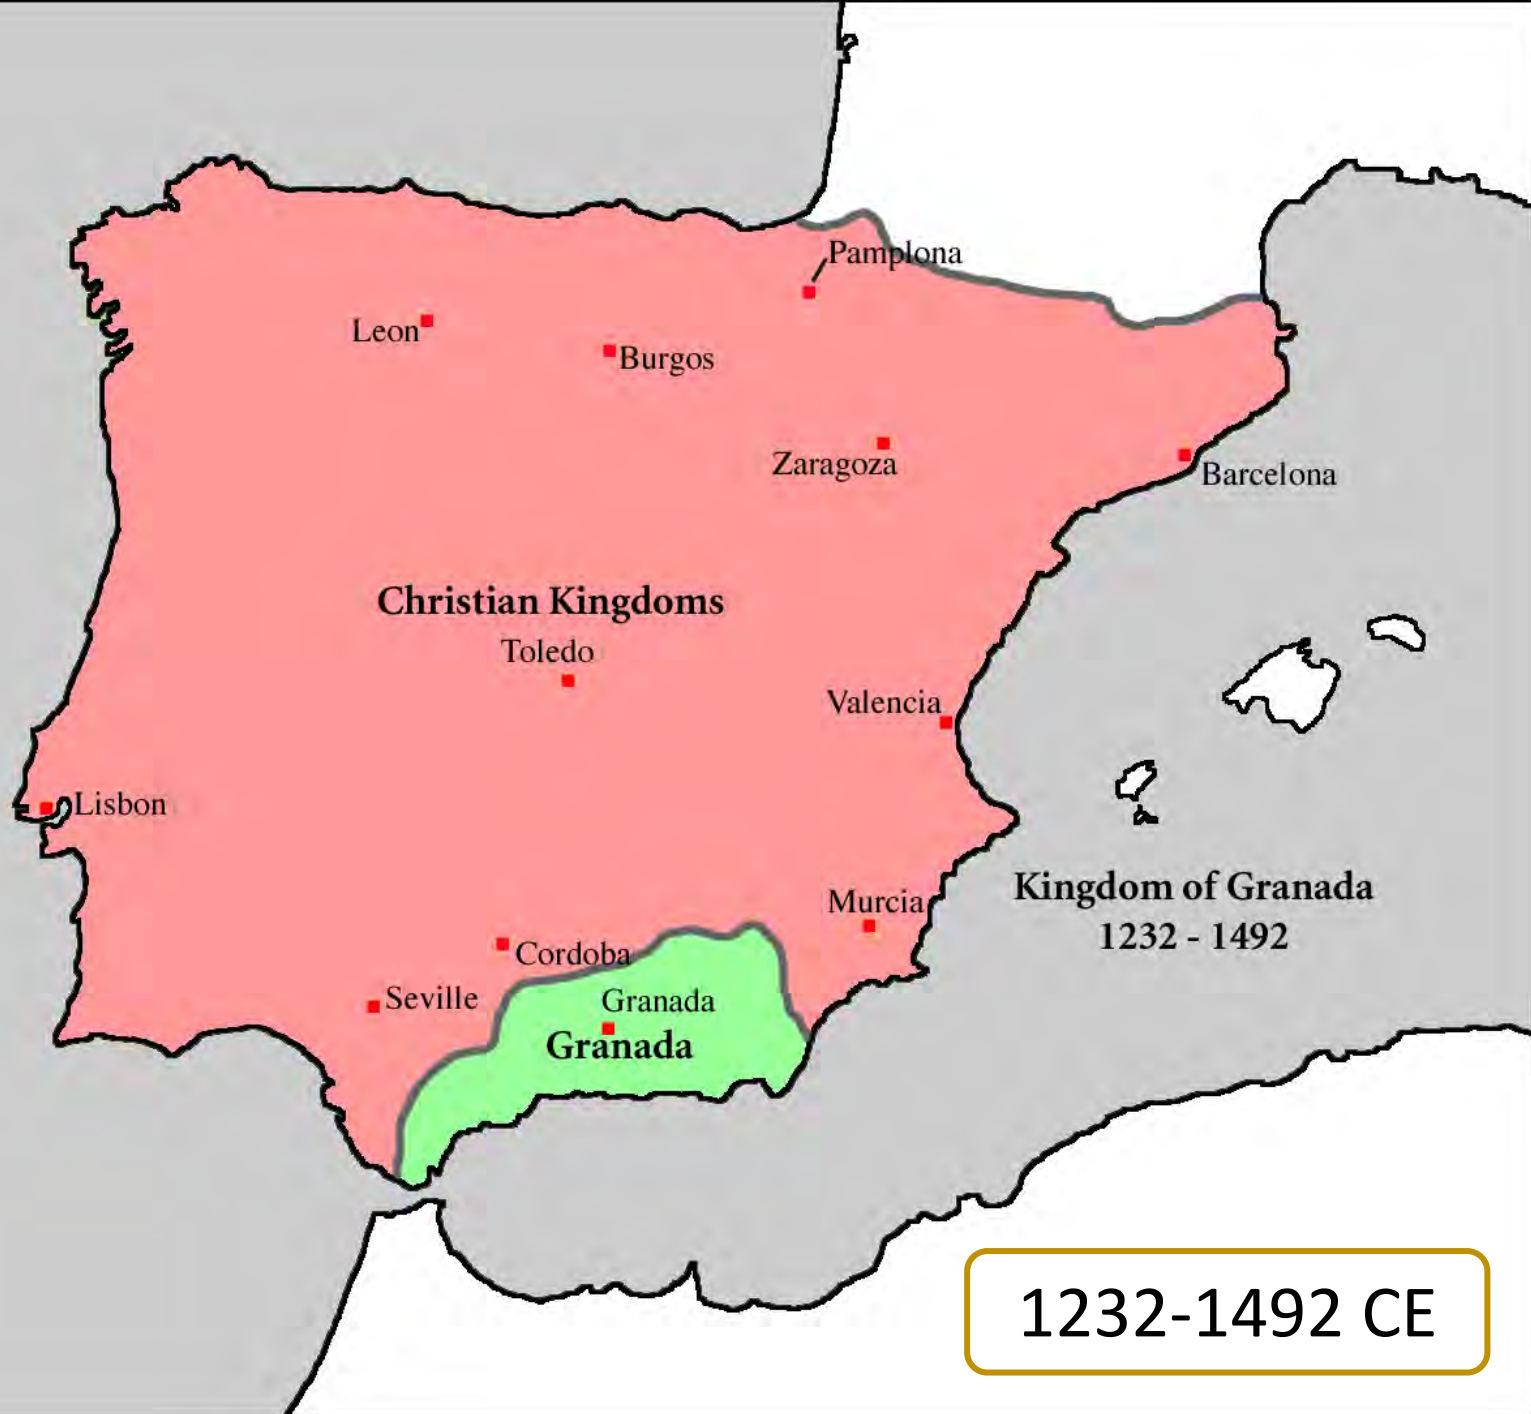 Pamplona
Leon
Burgos
Zaragoza
Barcelona
Christian Kingdoms
Toledo
Valencia
Lisbon
Kingdom of Granada
1232 - 1492
Murcia
Cordoba
Seville
Granada
Granada
1232-1492 CE